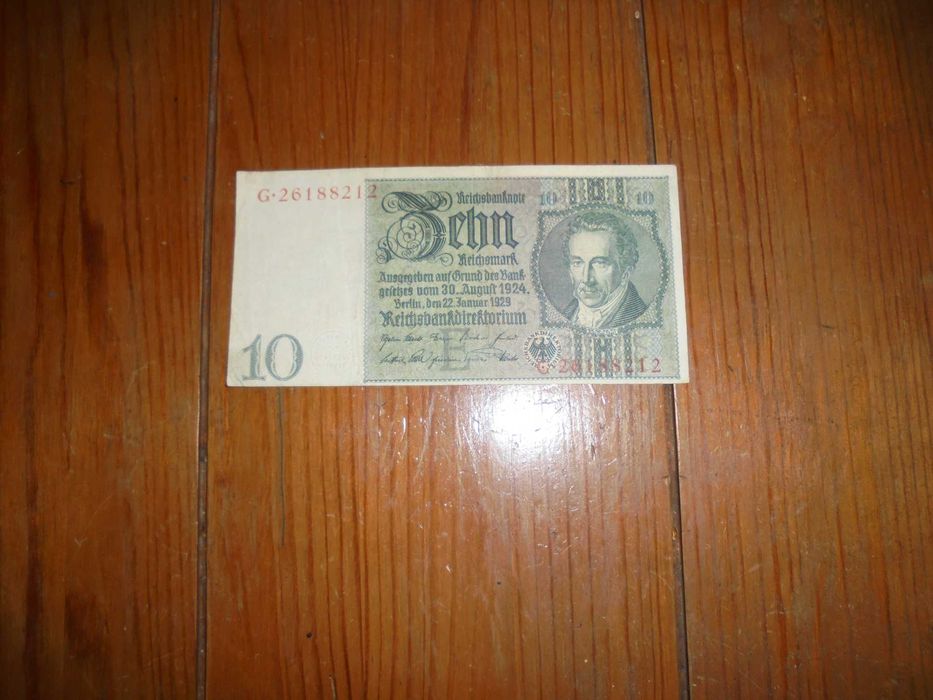 G·26188212
Reichsbanknote
10 10
Zehn
Reichsmark
Ausgegeben auf Grund des Bank-
gesetzes vom 30. August 1924.
Berlin, den 22. Januar 1929
Reichsbankdirektorium
10
G·26188212